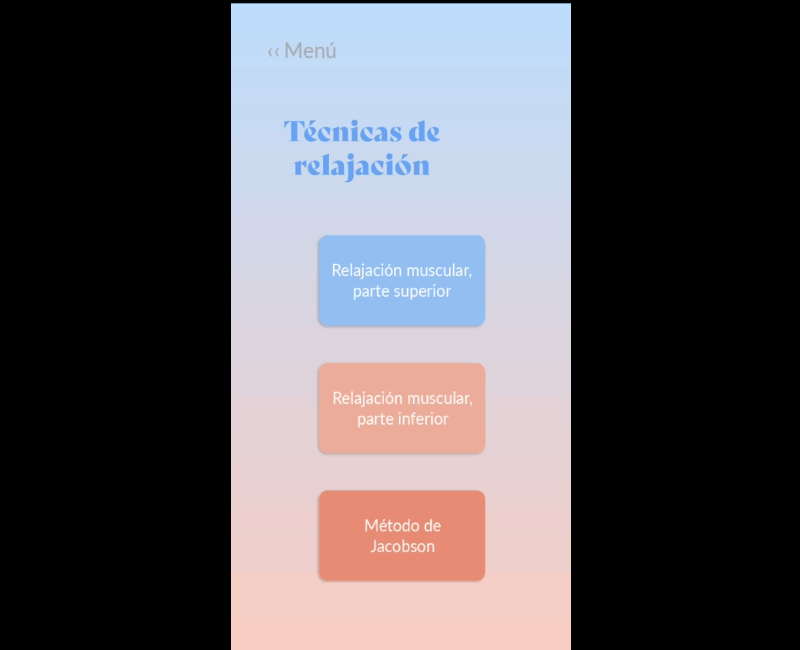 ‹‹ Menú
Técnicas de
relajación
Relajación muscular,
parte superior
Relajación muscular,
parte inferior
Método de
Jacobson